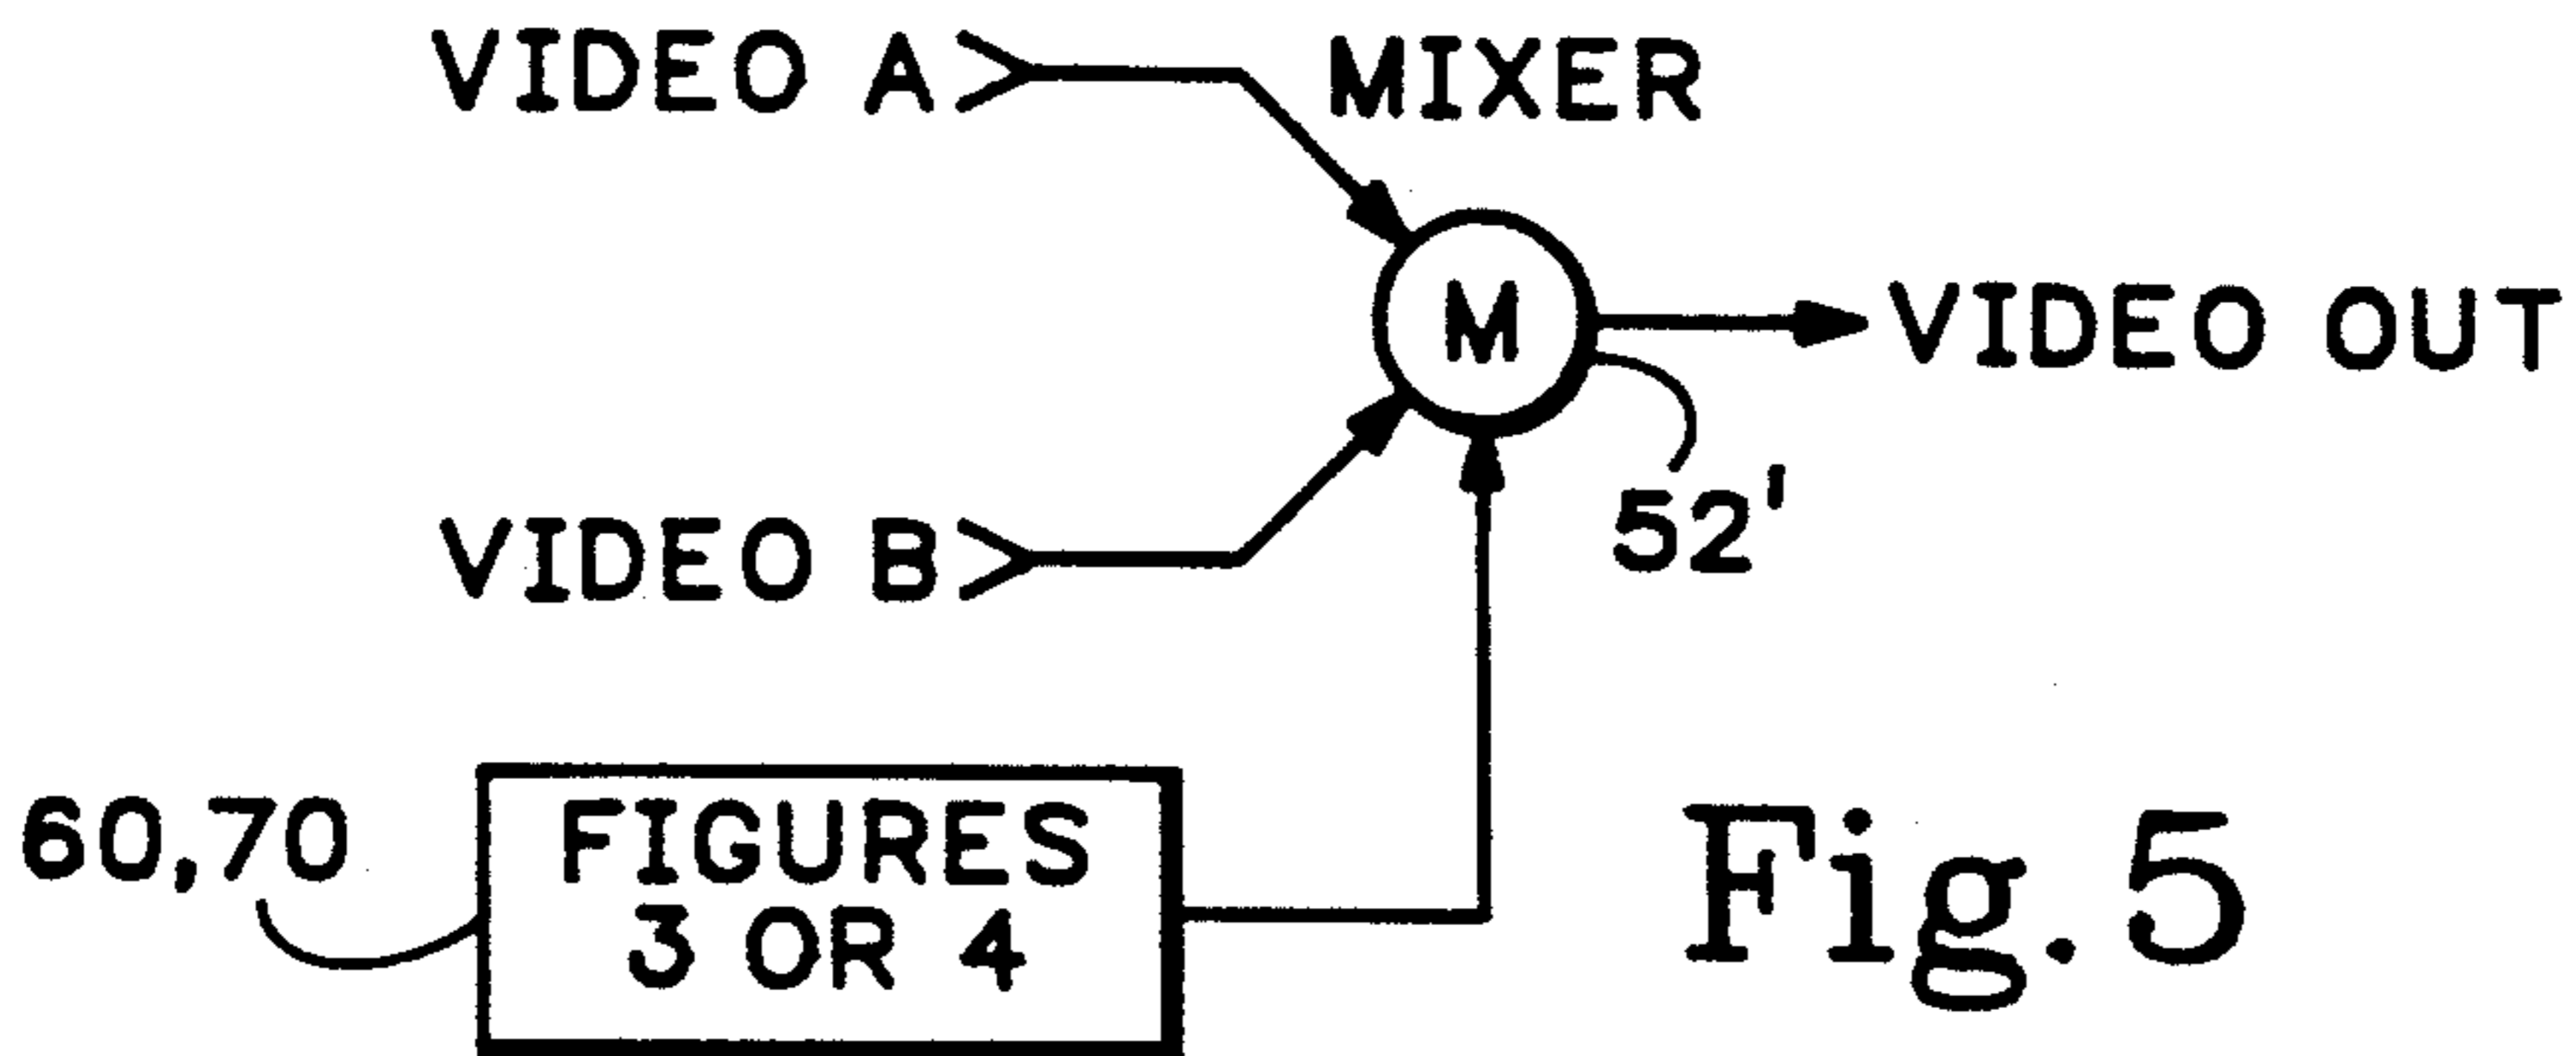 VIDEO A
MIXER
M
VIDEO OUT
52'
VIDEO B
60,70
FIGURES
3 OR 4
Fig. 5